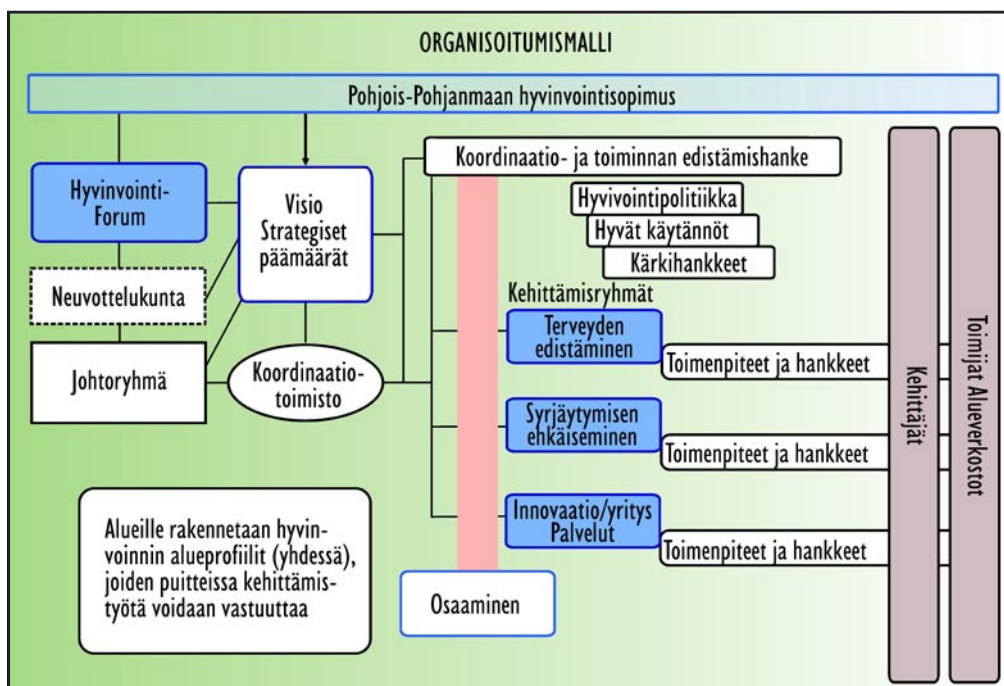 ORGANISOITUMISMALLI
Pohjois-Pohjanmaan hyvinvointisopimus
Hyvinvointi-
Forum
Neuvottelukunta
Johtoryhmä
Visio
Strategiset
päämäärät
Koordinaatio-
toimisto
Koordinaatio- ja toiminnan edistämishanke
Hyvivointipolitiikka
Hyvät käytännöt
Kärkihankkeet
Kehittämisryhmät
Terveyden
edistäminen
Toimenpiteet ja hankkeet
Syrjäytymisen
ehkäiseminen
Toimenpiteet ja hankkeet
Innovaatio/yritys
Palvelut
Toimenpiteet ja hankkeet
Osaaminen
Alueille rakennetaan hyvin-
voinnin alueprofiilit (yhdessä),
joiden puitteissa kehittämis-
työtä voidaan vastuuttaa
Kehittäjät
Toimijat Alueverkostot